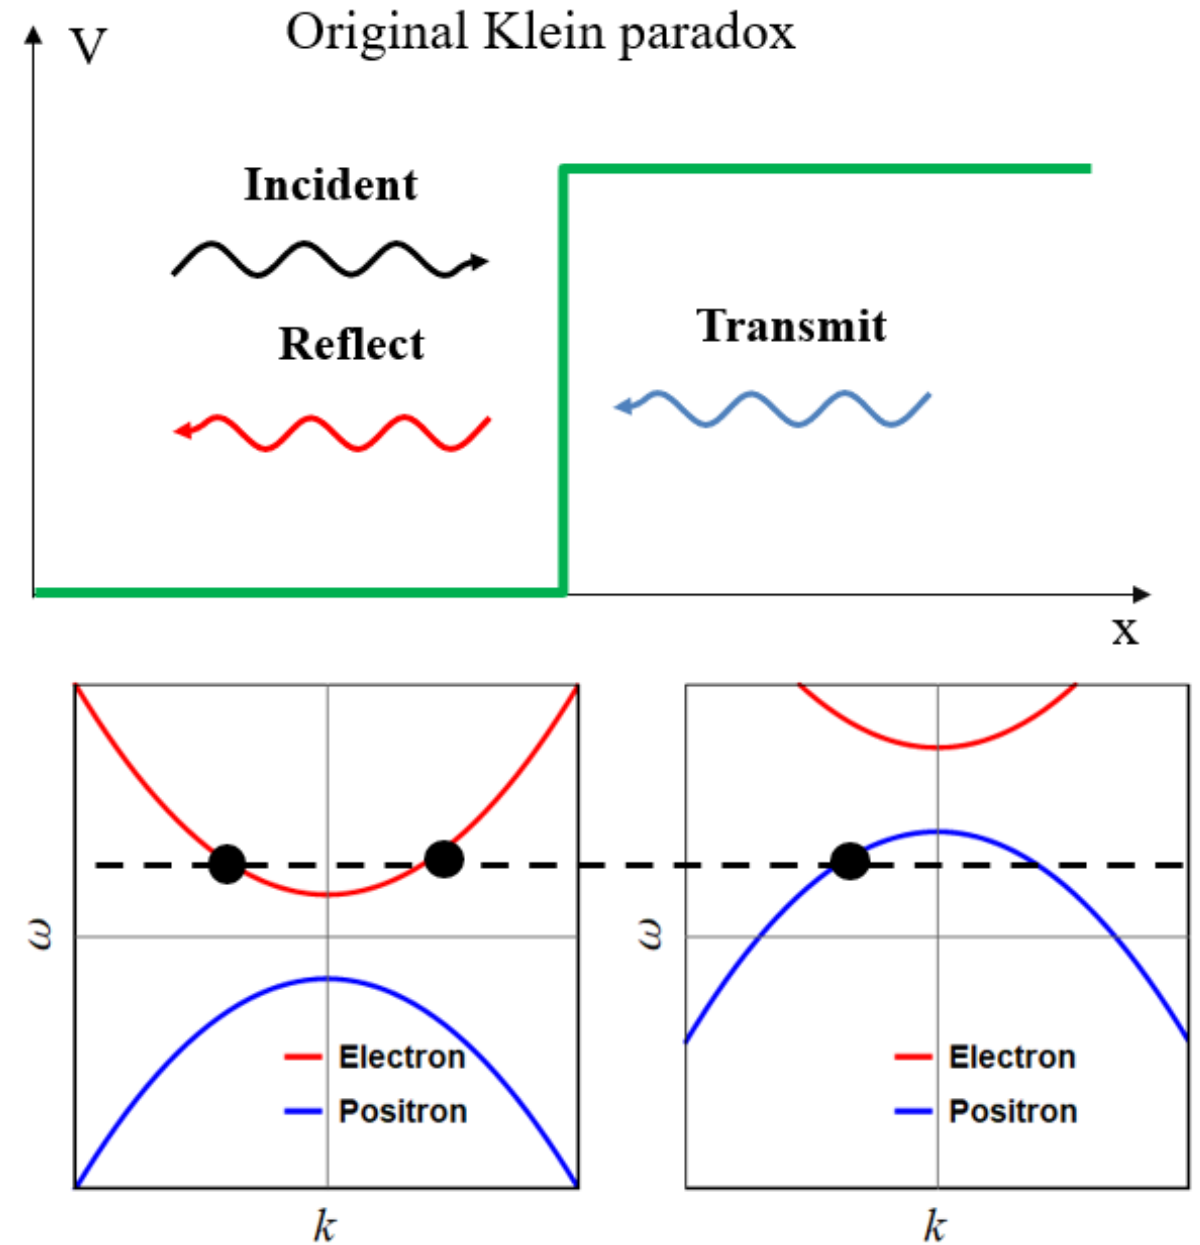 V
Original Klein paradox
Incident
Reflect
Transmit
x
ω
Electron
Positron
k
ω
Electron
Positron
k